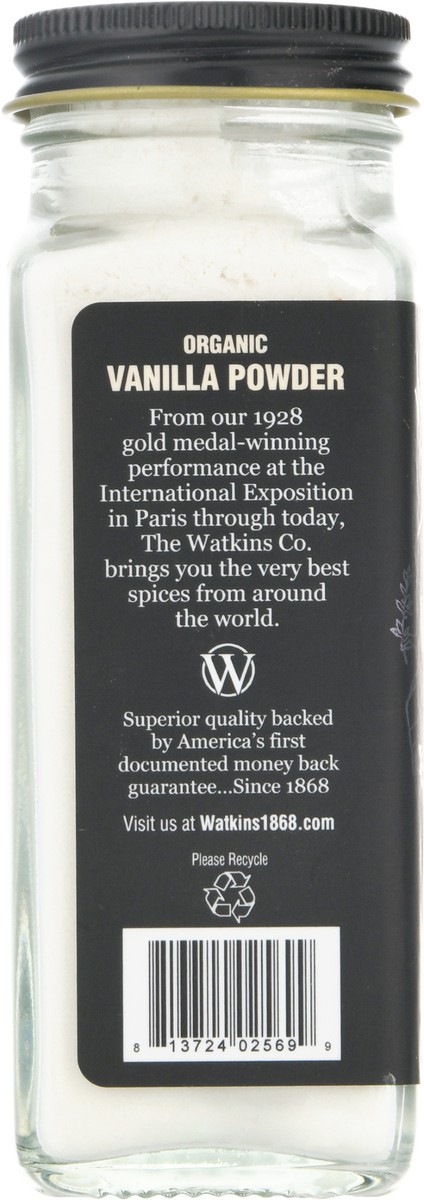 ORGANIC
VANILLA POWDER
From our 1928
gold medal-winning
performance at the
International Exposition
in Paris through today,
The Watkins Co.
brings you the very best
spices from around
the world.
W
Superior quality backed
by America's first
documented money back
guarantee...Since 1868
Visit us at Watkins1868.com
Please Recycle
8 13724 02569 9